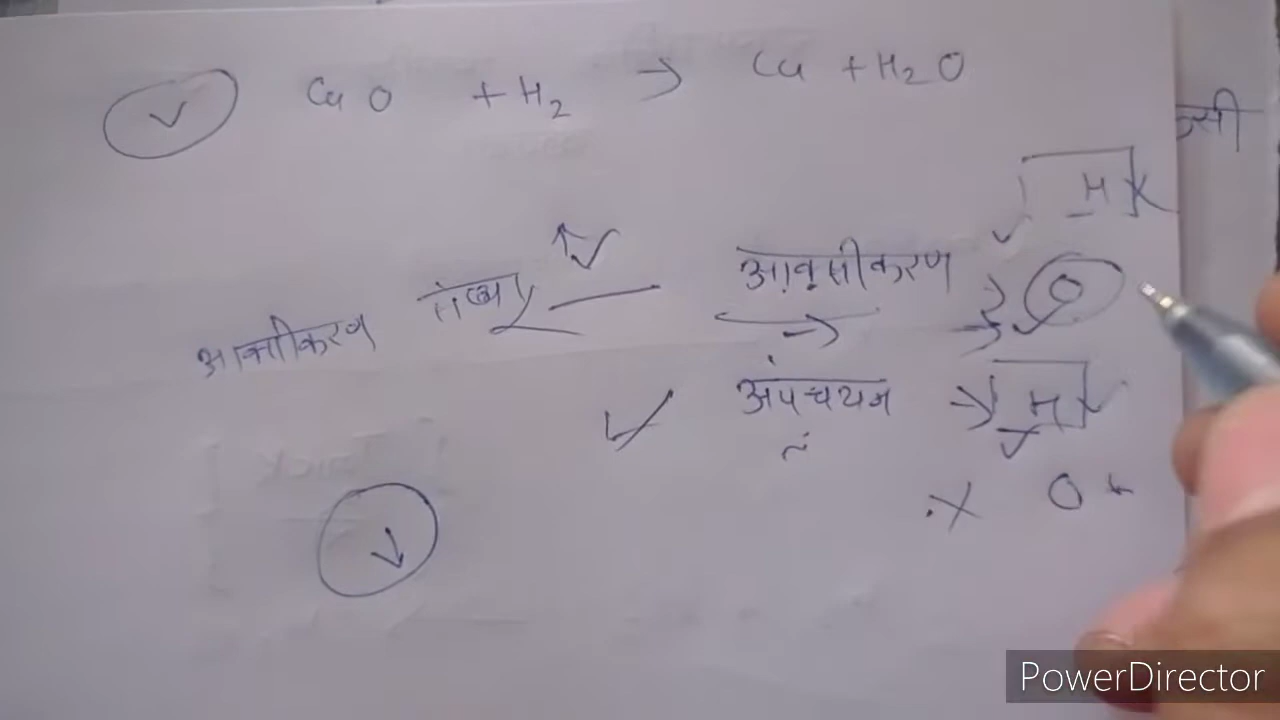 CuO + H2 → Cu + H2O
्सी
H
आक्सीकरण संख्या ↑ — आक्सीकरण → O
→
अपचयन → H
↓
× O
PowerDirector